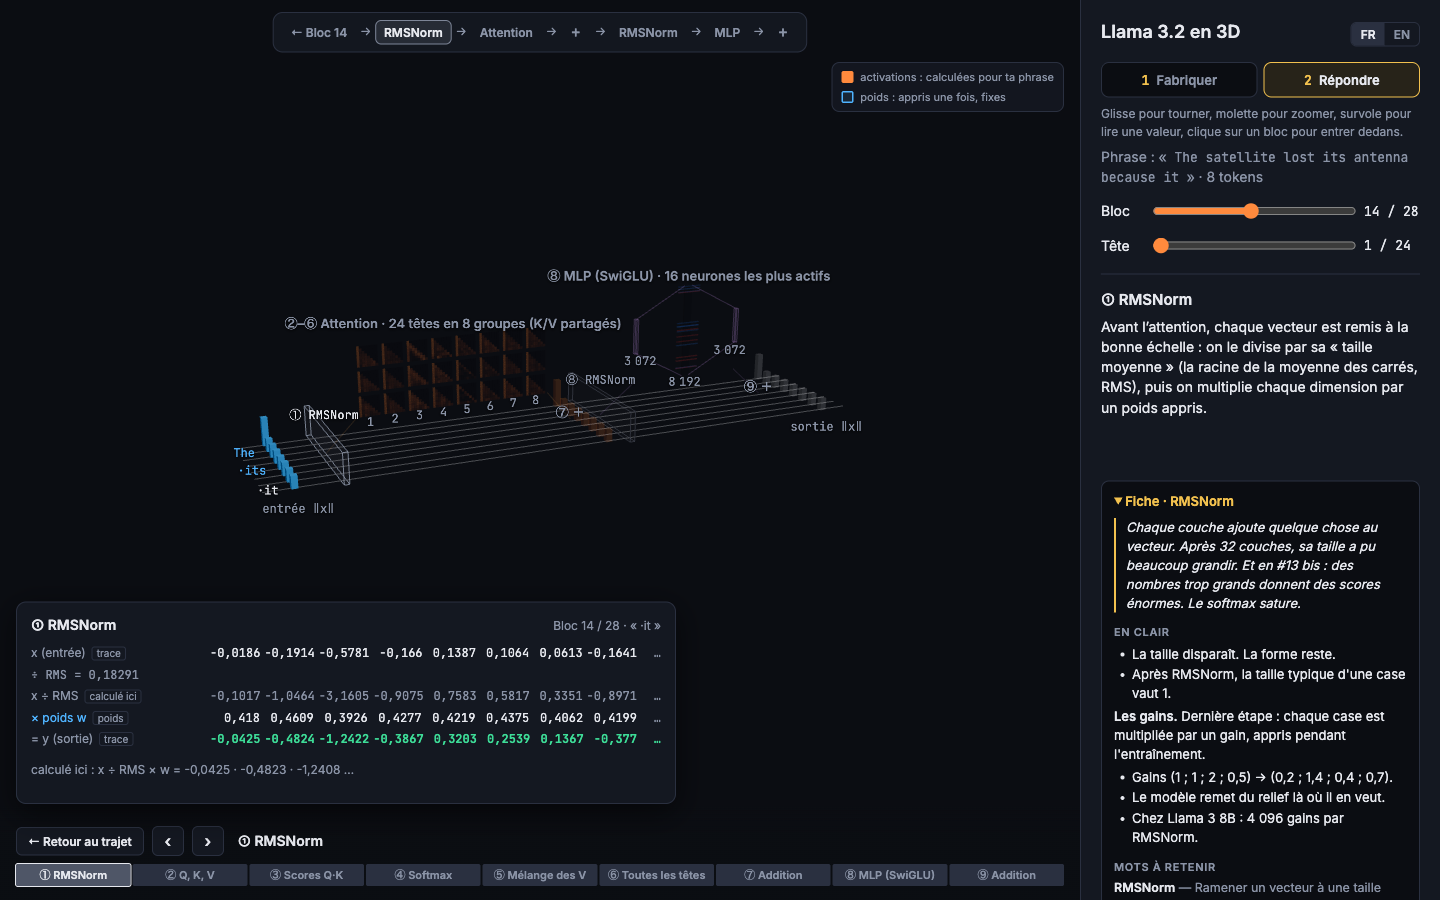 ← Bloc 14 → RMSNorm → Attention → + → RMSNorm → MLP → +
activations : calculées pour ta phrase
poids : appris une fois, fixes
⑧ MLP (SwiGLU) · 16 neurones les plus actifs
②–⑥ Attention · 24 têtes en 8 groupes (K/V partagés)
3 072
3 072
8 192
⑧ RMSNorm
⑨ +
① RMSNorm
1 2 3 4 5 6 7 8
⑦ +
sortie ‖x‖
The
·its
·it
entrée ‖x‖
① RMSNorm
Bloc 14 / 28 · « ·it »
x (entrée) trace -0,0186 -0,1914 -0,5781 -0,166 0,1387 0,1064 0,0613 -0,1641 …
÷ RMS = 0,18291
x ÷ RMS calculé ici -0,1017 -1,0464 -3,1605 -0,9075 0,7583 0,5817 0,3351 -0,8971 …
× poids w poids 0,418 0,4609 0,3926 0,4277 0,4219 0,4375 0,4062 0,4199 …
= y (sortie) trace -0,0425 -0,4824 -1,2422 -0,3867 0,3203 0,2539 0,1367 -0,377 …
calculé ici : x ÷ RMS × w = -0,0425 · -0,4823 · -1,2408 …
← Retour au trajet ‹ › ① RMSNorm
① RMSNorm ② Q, K, V ③ Scores Q·K ④ Softmax ⑤ Mélange des V ⑥ Toutes les têtes ⑦ Addition ⑧ MLP (SwiGLU) ⑨ Addition
Llama 3.2 en 3D
FR EN
1 Fabriquer
2 Répondre
Glisse pour tourner, molette pour zoomer, survole pour
lire une valeur, clique sur un bloc pour entrer dedans.
Phrase : « The satellite lost its antenna
because it » · 8 tokens
Bloc 14 / 28
Tête 1 / 24
① RMSNorm
Avant l’attention, chaque vecteur est remis à la
bonne échelle : on le divise par sa « taille
moyenne » (la racine de la moyenne des carrés,
RMS), puis on multiplie chaque dimension par
un poids appris.
▼ Fiche · RMSNorm
Chaque couche ajoute quelque chose au
vecteur. Après 32 couches, sa taille a pu
beaucoup grandir. Et en #13 bis : des
nombres trop grands donnent des scores
énormes. Le softmax sature.
EN CLAIR
• La taille disparaît. La forme reste.
• Après RMSNorm, la taille typique d'une case
vaut 1.
Les gains. Dernière étape : chaque case est
multipliée par un gain, appris pendant
l'entraînement.
• Gains (1 ; 1 ; 2 ; 0,5) → (0,2 ; 1,4 ; 0,4 ; 0,7).
• Le modèle remet du relief là où il en veut.
• Chez Llama 3 8B : 4 096 gains par
RMSNorm.
MOTS À RETENIR
RMSNorm — Ramener un vecteur à une taille